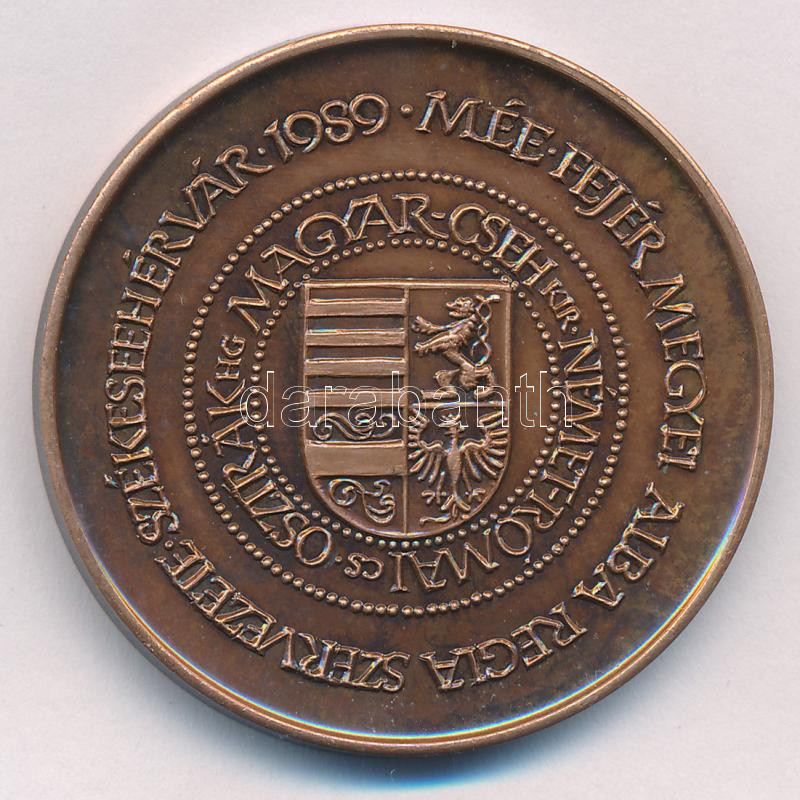 · MÉE · FEJÉR MEGYEI ALBA REGIA SZERVEZETE · SZÉKESFEHÉRVÁR · 1989
MAGYAR-CSEH KIR · NÉMET-RÓMAI CS · OSZTRÁK HG
darabanth